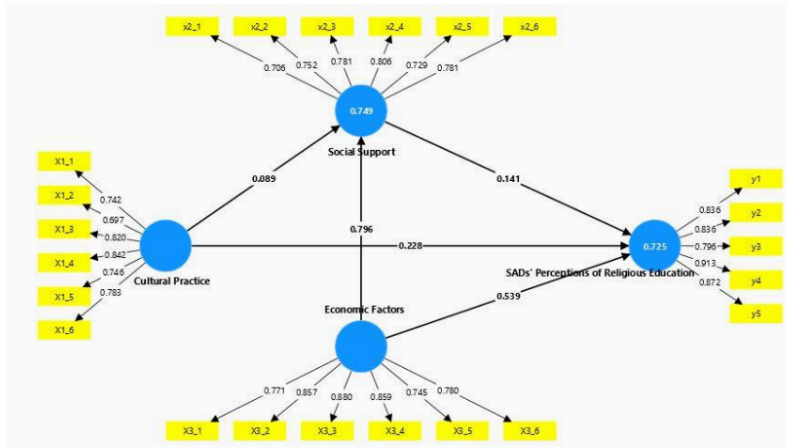 x2_1 x2_2 x2_3 x2_4 x2_5 x2_6
0.706 0.752 0.781 0.806 0.729 0.781
0.749
Social Support
X1_1
X1_2
X1_3
X1_4
X1_5
X1_6
0.742
0.697
0.820
0.842
0.746
0.783
Cultural Practice
0.089
0.796
0.141
0.228
0.539
0.725
SADs' Perceptions of Religious Education
y1
y2
y3
y4
y5
0.836
0.836
0.796
0.913
0.872
Economic Factors
0.771 0.857 0.880 0.859 0.745 0.780
X3_1 X3_2 X3_3 X3_4 X3_5 X3_6